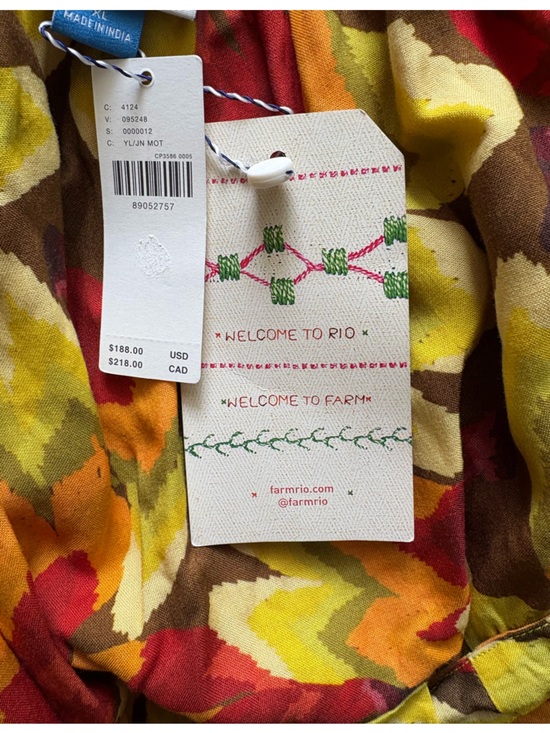 XL
MADE IN INDIA
C: 4124
V: 095248
S: 0000012
C: YL/JN MOT
CP3586 0005
89052757
$188.00 USD
$218.00 CAD
WELCOME TO RIO
WELCOME TO FARM
farmrio.com
@farmrio